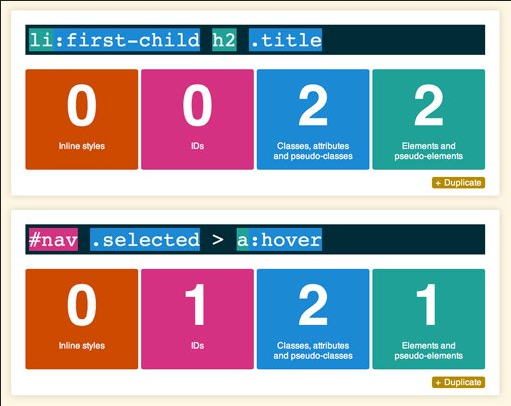 li:first-child h2 .title
0 0 2 2
Inline styles IDs Classes, attributes and pseudo-classes Elements and pseudo-elements
+ Duplicate
#nav .selected > a:hover
0 1 2 1
Inline styles IDs Classes, attributes and pseudo-classes Elements and pseudo-elements
+ Duplicate